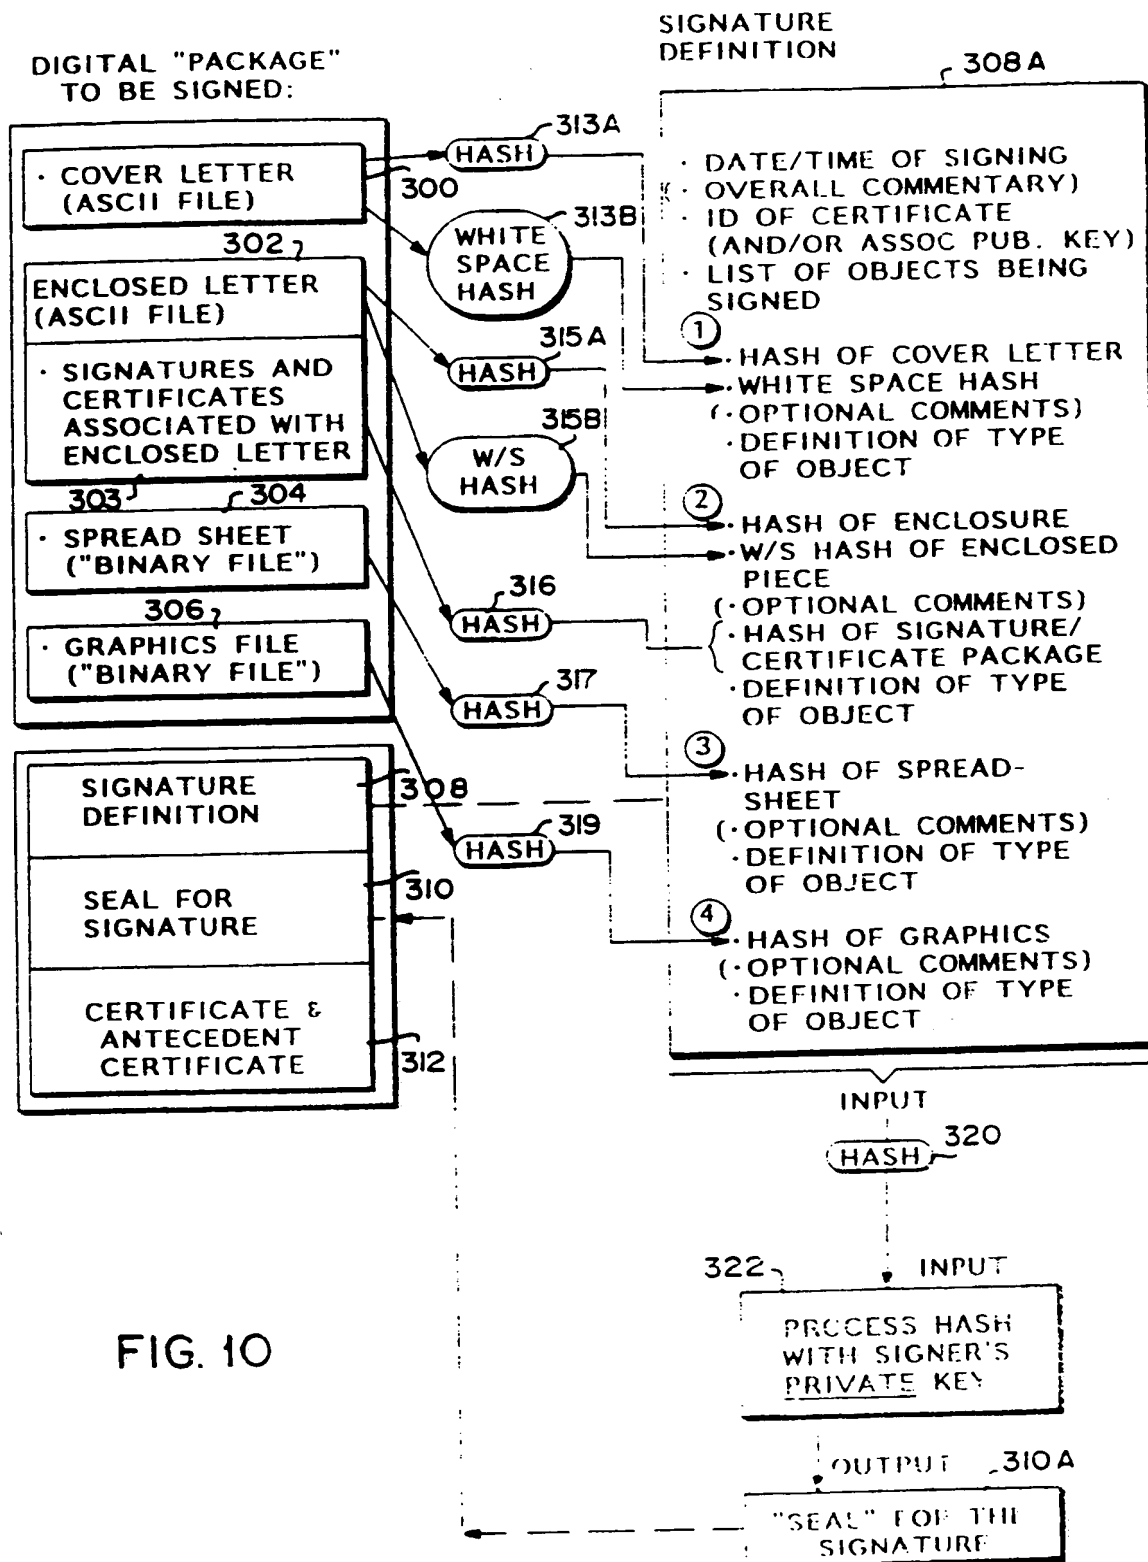 SIGNATURE
DEFINITION
308A
DIGITAL "PACKAGE"
TO BE SIGNED:
· COVER LETTER
(ASCII FILE)
300
302
ENCLOSED LETTER
(ASCII FILE)
· SIGNATURES AND
CERTIFICATES
ASSOCIATED WITH
ENCLOSED LETTER
303
304
· SPREAD SHEET
("BINARY FILE")
306
· GRAPHICS FILE
("BINARY FILE")
SIGNATURE
DEFINITION
308
SEAL FOR
SIGNATURE
310
CERTIFICATE &
ANTECEDENT
CERTIFICATE
312
HASH
313A
WHITE
SPACE
HASH
313B
HASH
315A
W/S
HASH
315B
HASH
316
HASH
317
HASH
319
· DATE/TIME OF SIGNING
(· OVERALL COMMENTARY)
· ID OF CERTIFICATE
(AND/OR ASSOC PUB. KEY)
· LIST OF OBJECTS BEING
SIGNED
1
· HASH OF COVER LETTER
· WHITE SPACE HASH
(· OPTIONAL COMMENTS)
· DEFINITION OF TYPE
OF OBJECT
2
· HASH OF ENCLOSURE
· W/S HASH OF ENCLOSED
PIECE
(· OPTIONAL COMMENTS)
· HASH OF SIGNATURE/
CERTIFICATE PACKAGE
· DEFINITION OF TYPE
OF OBJECT
3
· HASH OF SPREAD-
SHEET
(· OPTIONAL COMMENTS)
· DEFINITION OF TYPE
OF OBJECT
4
· HASH OF GRAPHICS
(· OPTIONAL COMMENTS)
· DEFINITION OF TYPE
OF OBJECT
INPUT
HASH
320
INPUT
322
PROCESS HASH
WITH SIGNER'S
PRIVATE KEY
OUTPUT
310A
"SEAL" FOR THE
SIGNATURE
FIG. 10